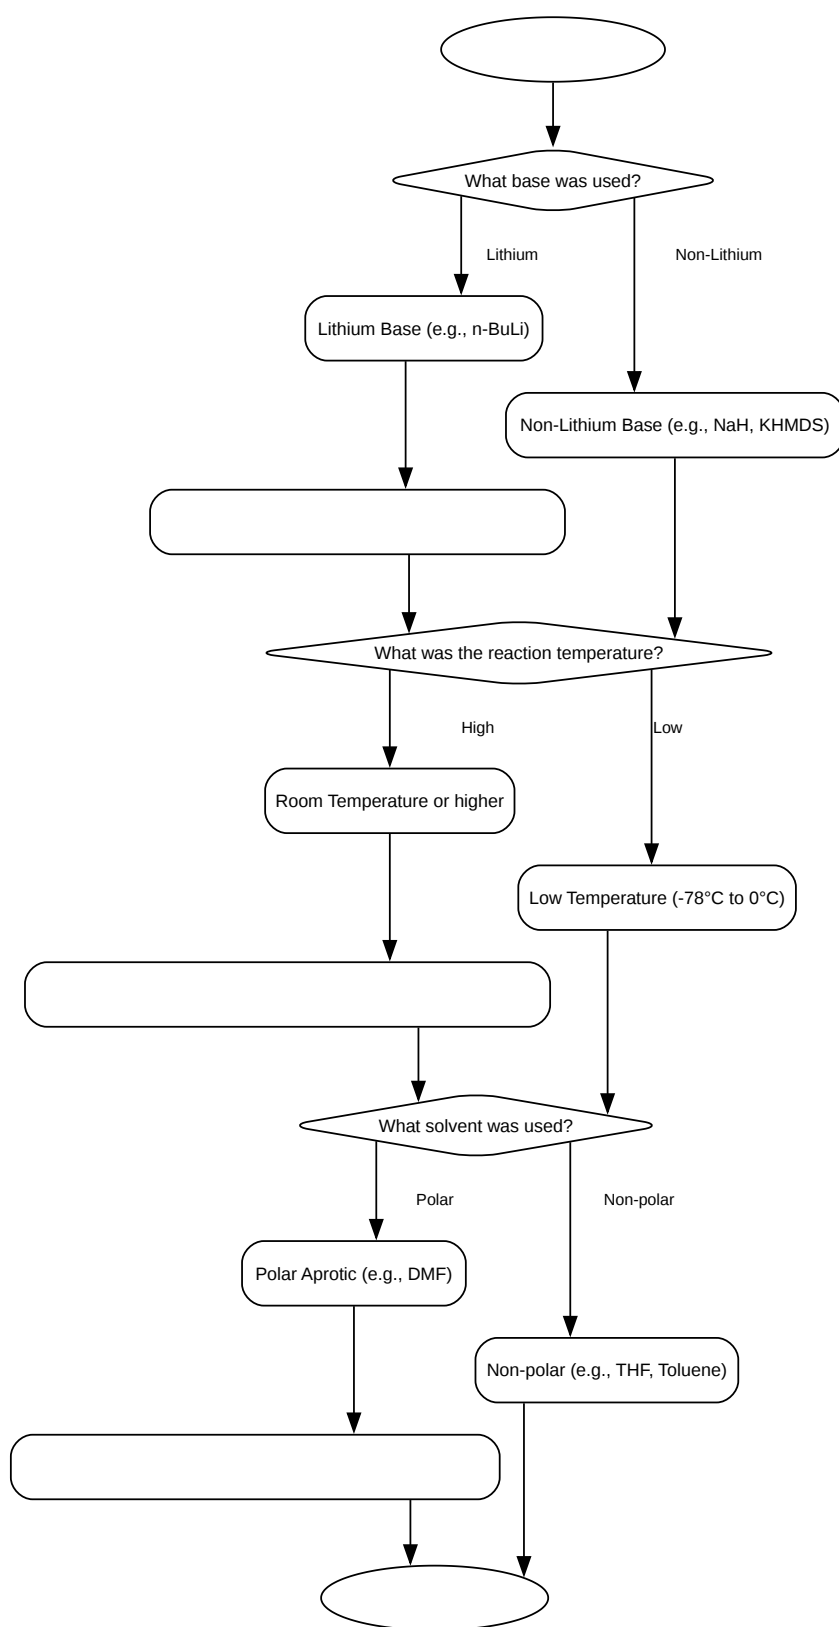 What base was used?
Lithium
Non-Lithium
Lithium Base (e.g., n-BuLi)
Non-Lithium Base (e.g., NaH, KHMDS)
What was the reaction temperature?
High
Low
Room Temperature or higher
Low Temperature (-78°C to 0°C)
What solvent was used?
Polar
Non-polar
Polar Aprotic (e.g., DMF)
Non-polar (e.g., THF, Toluene)